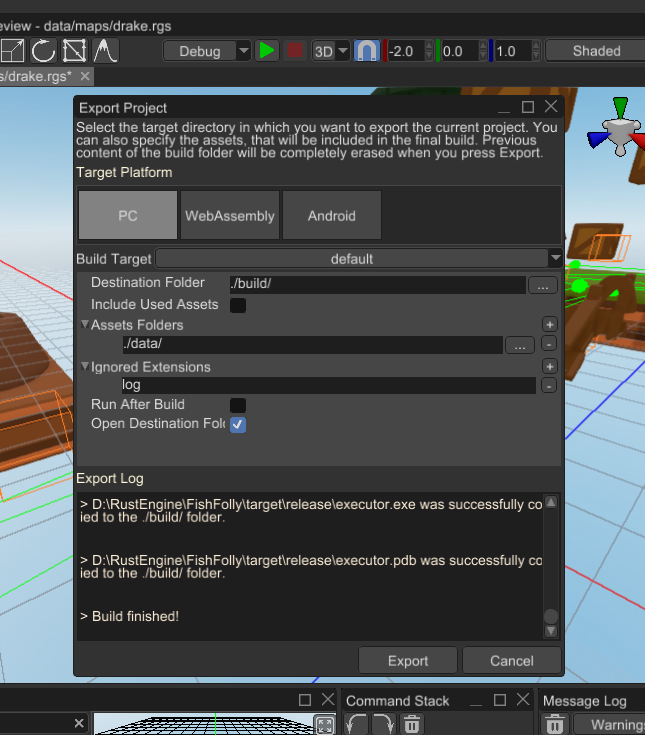 eview - data/maps/drake.rgs
Debug 3D -2.0 0.0 1.0 Shaded
s/drake.rgs*
Export Project
Select the target directory in which you want to export the current project. You
can also specify the assets, that will be included in the final build. Previous
content of the build folder will be completely erased when you press Export.
Target Platform
PC WebAssembly Android
Build Target default
Destination Folder ./build/ ...
Include Used Assets
Assets Folders +
./data/ ... -
Ignored Extensions +
log -
Run After Build
Open Destination Fol
Export Log
> D:\RustEngine\FishFolly\target\release\executor.exe was successfully co
ied to the ./build/ folder.
> D:\RustEngine\FishFolly\target\release\executor.pdb was successfully co
ied to the ./build/ folder.
> Build finished!
Export Cancel
Command Stack Message Log
Warning